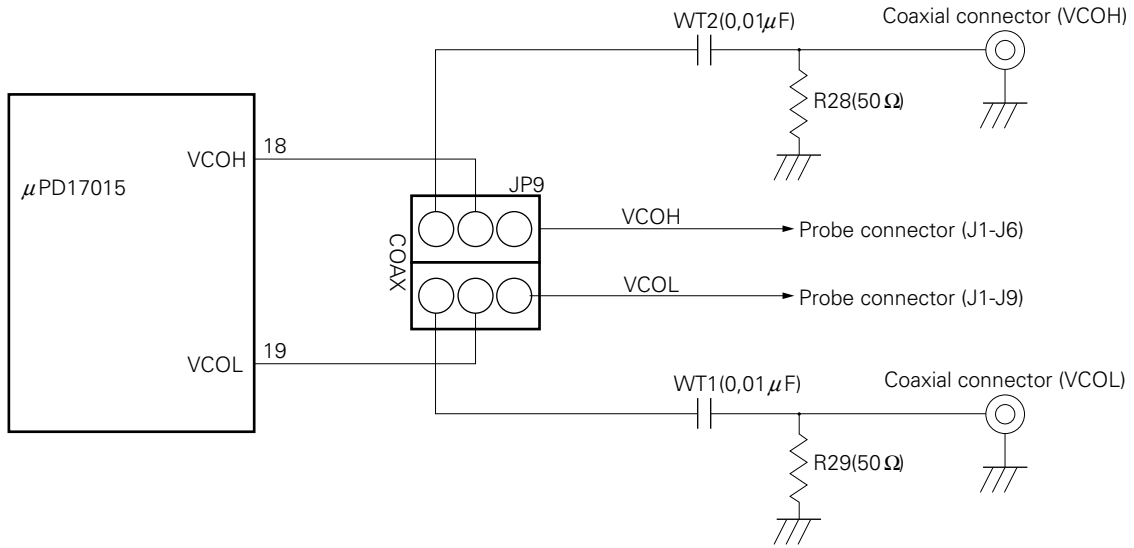 WT2(0,01μF)
Coaxial connector (VCOH)
R28(50Ω)
VCOH
18
μPD17015
JP9
COAX
VCOH
Probe connector (J1-J6)
VCOL
Probe connector (J1-J9)
VCOL
19
WT1(0,01μF)
Coaxial connector (VCOL)
R29(50Ω)